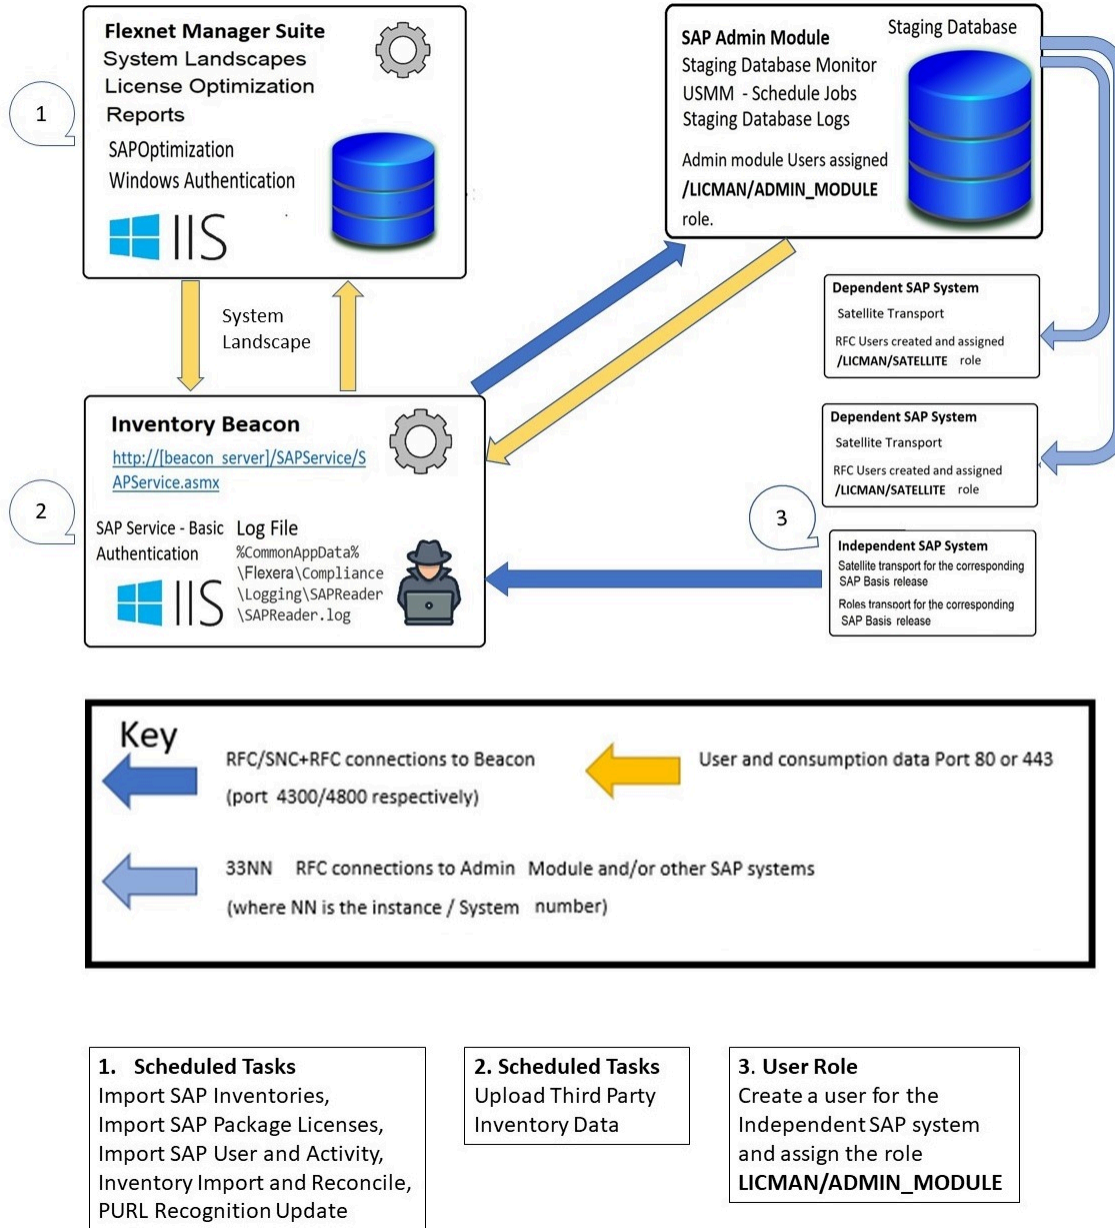 Flexnet Manager Suite
System Landscapes
License Optimization
Reports
SAPOptimization
Windows Authentication
IIS
1
SAP Admin Module
Staging Database
Staging Database Monitor
USMM - Schedule Jobs
Staging Database Logs
Admin module Users assigned
/LICMAN/ADMIN_MODULE
role.
System
Landscape
Dependent SAP System
Satellite Transport
RFC Users created and assigned
/LICMAN/SATELLITE role
Dependent SAP System
Satellite Transport
RFC Users created and assigned
/LICMAN/SATELLITE role
Inventory Beacon
http://[beacon server]/SAPService/S
APService.asmx
2
SAP Service - Basic
Authentication
IIS
Log File
%CommonAppData%
\Flexera\Compliance
\Logging\SAPReader
\SAPReader.log
3
Independent SAP System
Satellite transport for the corresponding
SAP Basis release
Roles transport for the corresponding
SAP Basis release
Key
RFC/SNC+RFC connections to Beacon
(port 4300/4800 respectively)
User and consumption data Port 80 or 443
33NN RFC connections to Admin Module and/or other SAP systems
(where NN is the instance / System number)
1. Scheduled Tasks
Import SAP Inventories,
Import SAP Package Licenses,
Import SAP User and Activity,
Inventory Import and Reconcile,
PURL Recognition Update
2. Scheduled Tasks
Upload Third Party
Inventory Data
3. User Role
Create a user for the
Independent SAP system
and assign the role
LICMAN/ADMIN_MODULE